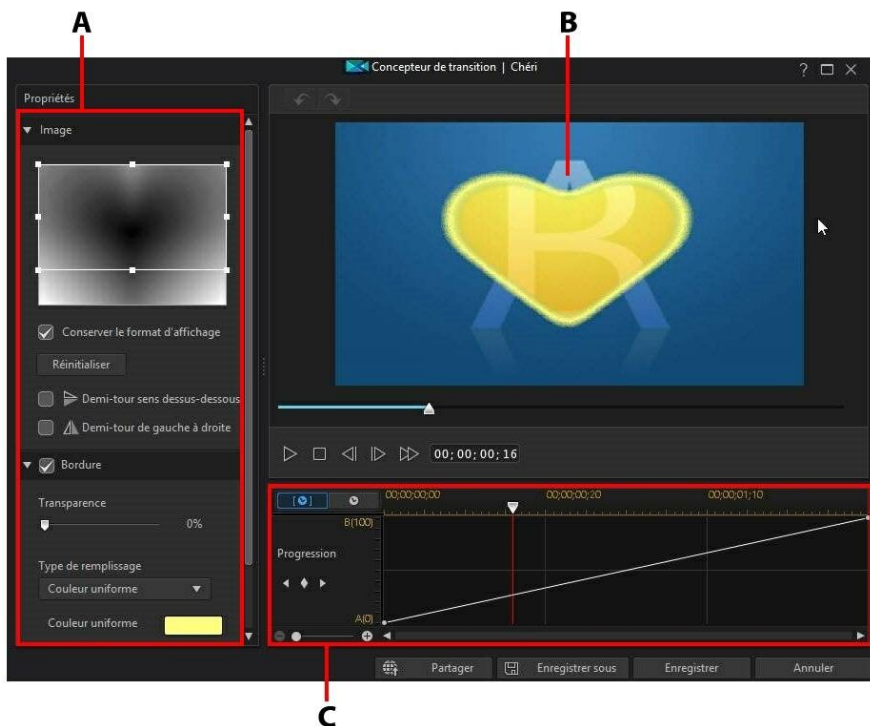 A
B
Concepteur de transition | Chéri
?
Propriétés
Image
Conserver le format d'affichage
Réinitialiser
Demi-tour sens dessus-dessous
Demi-tour de gauche à droite
Bordure
Transparence
0%
Type de remplissage
Couleur uniforme
Couleur uniforme
A
B
00;00;00;16
00;00;00;00
00;00;00;20
00;00;01;10
B(100)
Progression
A(0)
Partager
Enregistrer sous
Enregistrer
Annuler
C